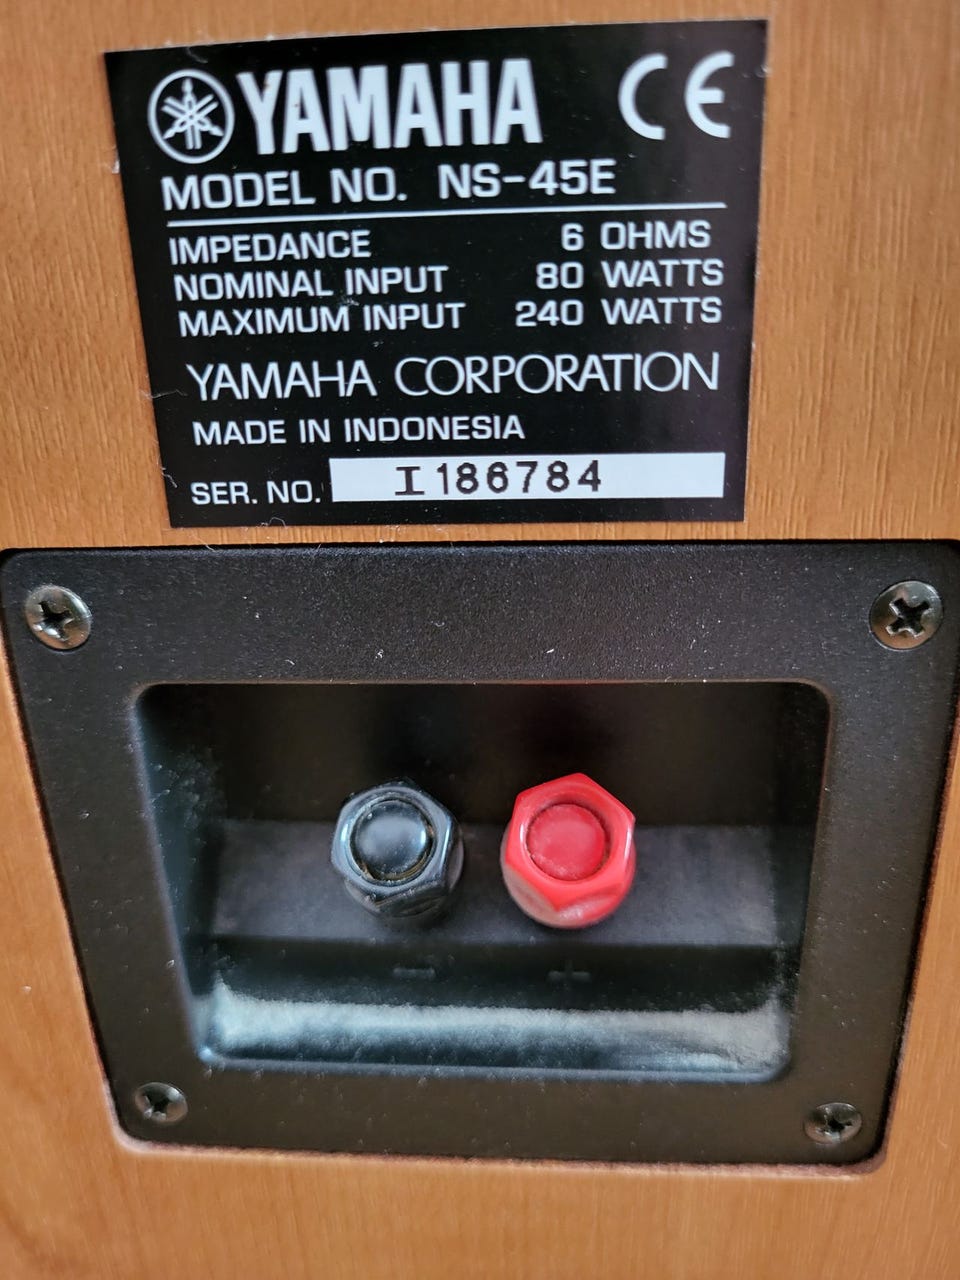 YAMAHA CE
MODEL NO. NS-45E
IMPEDANCE 6 OHMS
NOMINAL INPUT 80 WATTS
MAXIMUM INPUT 240 WATTS
YAMAHA CORPORATION
MADE IN INDONESIA
SER. NO. I186784
- +